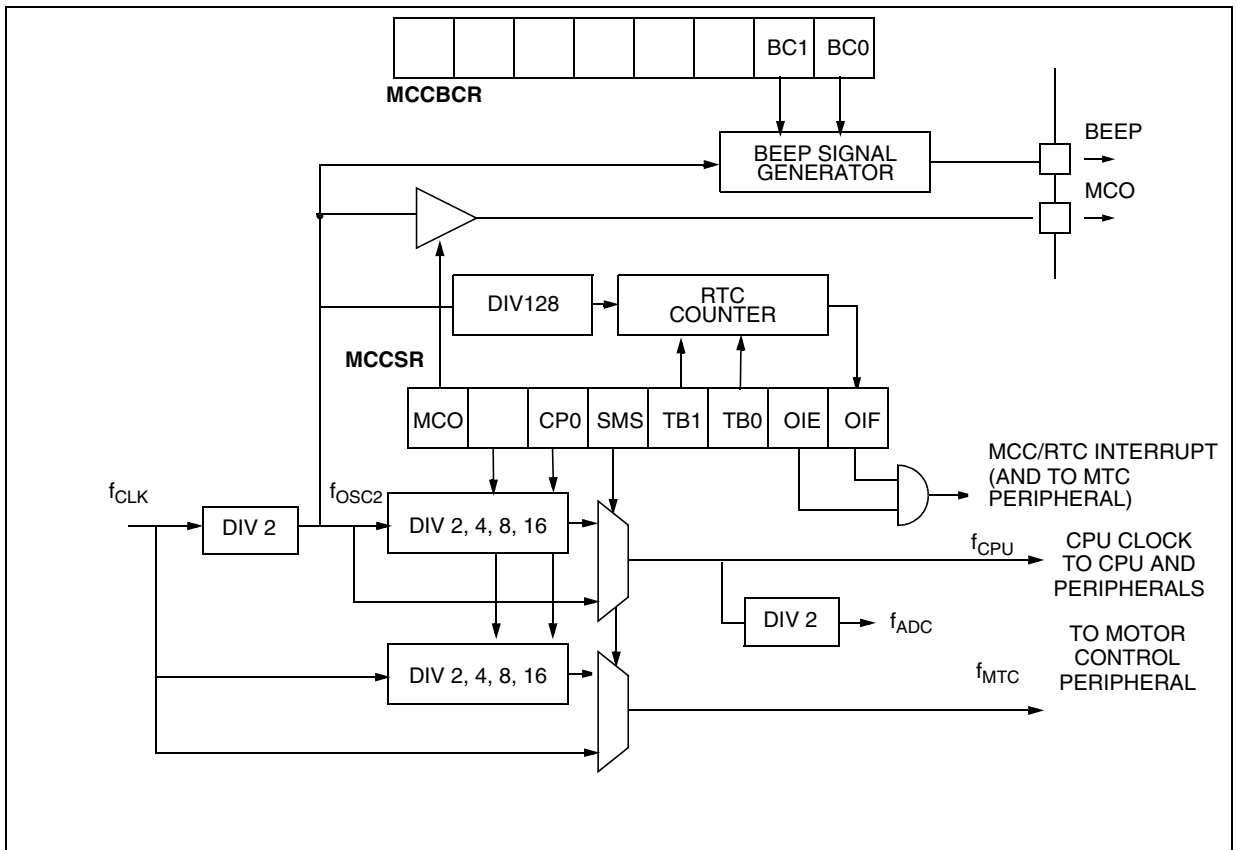 BC1 BC0
MCCBCR
BEEP
BEEP SIGNAL
GENERATOR
MCO
DIV128
RTC
COUNTER
MCCSR
MCO CP0 SMS TB1 TB0 OIE OIF
MCC/RTC INTERRUPT
(AND TO MTC
PERIPHERAL)
fCLK
fOSC2
DIV 2
DIV 2, 4, 8, 16
fCPU
CPU CLOCK
TO CPU AND
PERIPHERALS
DIV 2
fADC
DIV 2, 4, 8, 16
TO MOTOR
CONTROL
PERIPHERAL
fMTC